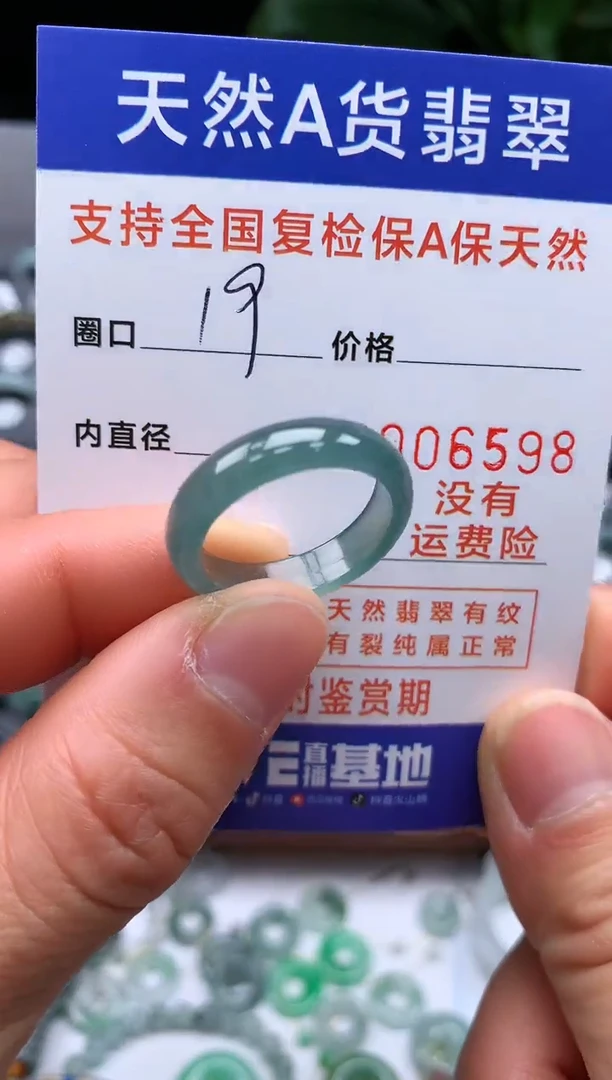 天然A货翡翠
支持全国复检保A保天然
圈口 19 价格
内直径
006598
没有
运费险
天然翡翠有纹
有裂纯属正常
时鉴赏期
E直播基地